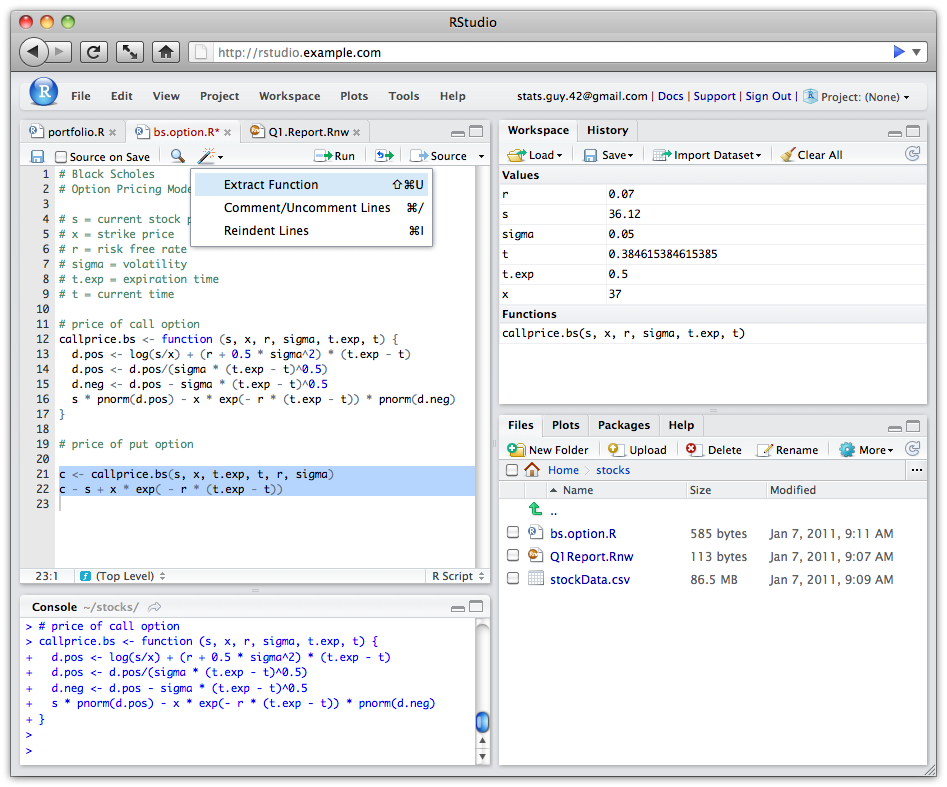 RStudio
http://rstudio.example.com
R File Edit View Project Workspace Plots Tools Help
stats.guy.42@gmail.com | Docs | Support | Sign Out | R Project: (None)
portfolio.R × bs.option.R* × Q1.Report.Rnw ×
Source on Save Run Source
Extract Function ⇧⌘U
Comment/Uncomment Lines ⌘/
Reindent Lines ⌘I
1 # Black Scholes
2 # Option Pricing Mode
3
4 # s = current stock p
5 # x = strike price
6 # r = risk free rate
7 # sigma = volatility
8 # t.exp = expiration time
9 # t = current time
10
11 # price of call option
12 callprice.bs <- function (s, x, r, sigma, t.exp, t) {
13 d.pos <- log(s/x) + (r + 0.5 * sigma^2) * (t.exp - t)
14 d.pos <- d.pos/(sigma * (t.exp - t)^0.5)
15 d.neg <- d.pos - sigma * (t.exp - t)^0.5
16 s * pnorm(d.pos) - x * exp(- r * (t.exp - t)) * pnorm(d.neg)
17 }
18
19 # price of put option
20
21 c <- callprice.bs(s, x, t.exp, t, r, sigma)
22 c - s + x * exp( - r * (t.exp - t))
23
23:1 f (Top Level) R Script
Console ~/stocks/
> # price of call option
> callprice.bs <- function (s, x, r, sigma, t.exp, t) {
+ d.pos <- log(s/x) + (r + 0.5 * sigma^2) * (t.exp - t)
+ d.pos <- d.pos/(sigma * (t.exp - t)^0.5)
+ d.neg <- d.pos - sigma * (t.exp - t)^0.5
+ s * pnorm(d.pos) - x * exp(- r * (t.exp - t)) * pnorm(d.neg)
+ }
>
>
Workspace History
Load Save Import Dataset Clear All
Values
r 0.07
s 36.12
sigma 0.05
t 0.384615384615385
t.exp 0.5
x 37
Functions
callprice.bs(s, x, r, sigma, t.exp, t)
Files Plots Packages Help
New Folder Upload Delete Rename More
Home stocks ...
Name Size Modified
..
bs.option.R 585 bytes Jan 7, 2011, 9:11 AM
Q1Report.Rnw 113 bytes Jan 7, 2011, 9:07 AM
stockData.csv 86.5 MB Jan 7, 2011, 9:09 AM